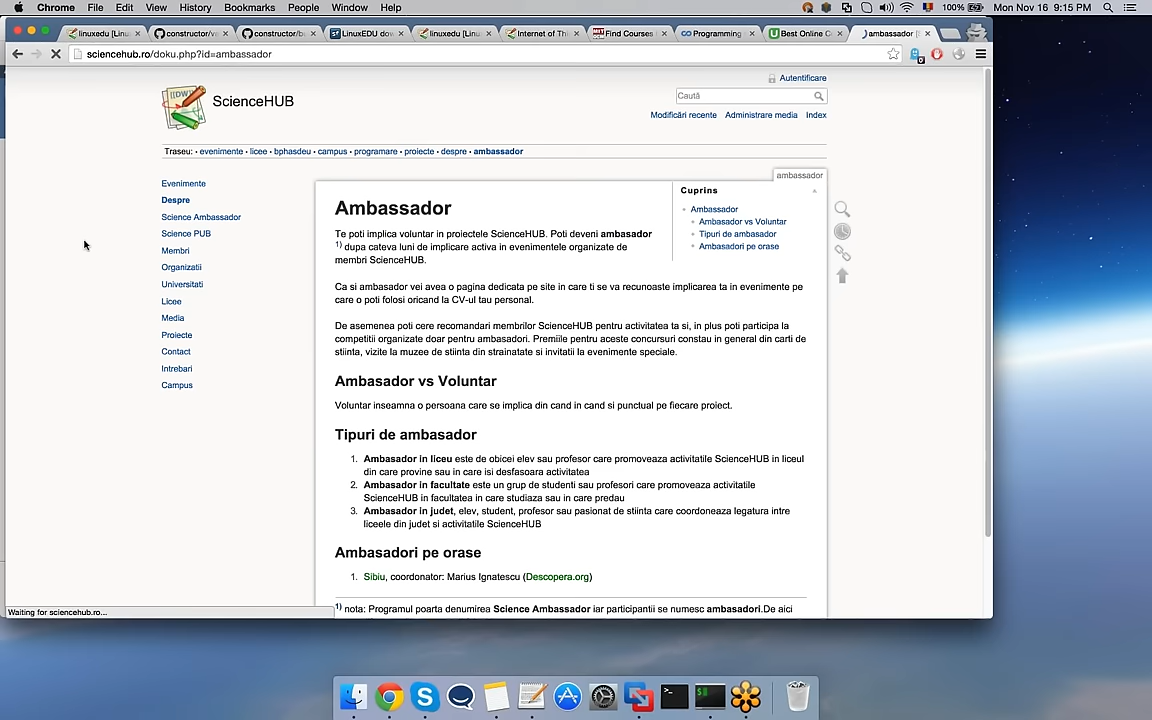 Chrome File Edit View History Bookmarks People Window Help 100% Mon Nov 16 9:15 PM
linuxedu [Linu × constructor/ve × constructor/bu × LinuxEDU dow × linuxedu [Linu × Internet of Thi × Find Courses × Programming × Best Online Co × ambassador [S ×
sciencehub.ro/doku.php?id=ambassador
Autentificare
[[DW]]
ScienceHUB
Caută
Modificări recente Administrare media Index
Traseu: • evenimente • licee • bphasdeu • campus • programare • proiecte • despre • ambassador
ambassador
Evenimente
Despre
Science Ambassador
Science PUB
Membri
Organizatii
Universitati
Licee
Media
Proiecte
Contact
Intrebari
Campus
Cuprins
Ambassador
Ambasador vs Voluntar
Tipuri de ambasador
Ambasadori pe orase
Ambassador
Te poti implica voluntar in proiectele ScienceHUB. Poti deveni ambasador
1) dupa cateva luni de implicare activa in evenimentele organizate de
membri ScienceHUB.
Ca si ambasador vei avea o pagina dedicata pe site in care ti se va recunoaste implicarea ta in evenimente pe
care o poti folosi oricand la CV-ul tau personal.
De asemenea poti cere recomandari membrilor ScienceHUB pentru activitatea ta si, in plus poti participa la
competitii organizate doar pentru ambasadori. Premiile pentru aceste concursuri constau in general din carti de
stiinta, vizite la muzee de stiinta din strainatate si invitatii la evenimente speciale.
Ambasador vs Voluntar
Voluntar inseamna o persoana care se implica din cand in cand si punctual pe fiecare proiect.
Tipuri de ambasador
1. Ambasador in liceu este de obicei elev sau profesor care promoveaza activitatile ScienceHUB in liceul
din care provine sau in care isi desfasoara activitatea
2. Ambasador in facultate este un grup de studenti sau profesori care promoveaza activitatile
ScienceHUB in facultatea in care studiaza sau in care predau
3. Ambasador in judet, elev, student, profesor sau pasionat de stiinta care coordoneaza legatura intre
liceele din judet si activitatile ScienceHUB
Ambasadori pe orase
1. Sibiu, coordonator: Marius Ignatescu (Descopera.org)
1) nota: Programul poarta denumirea Science Ambassador iar participantii se numesc ambasadori.De aici
Waiting for sciencehub.ro...